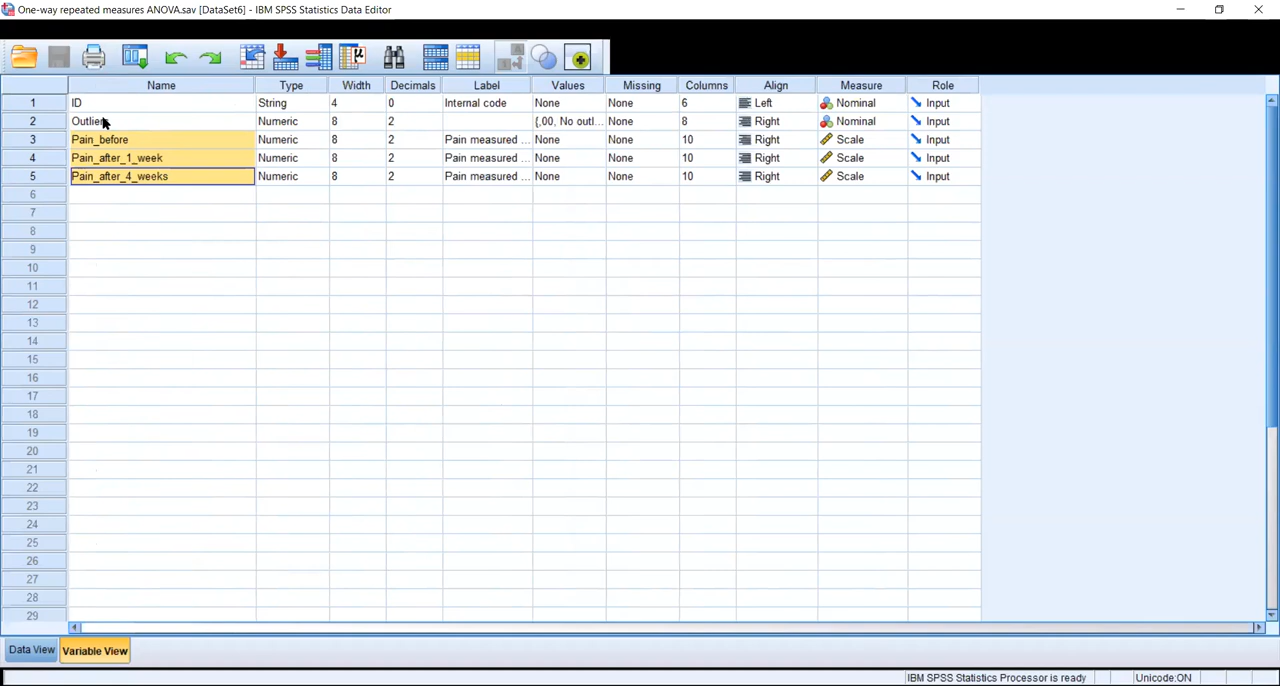 One-way repeated measures ANOVA.sav [DataSet6] - IBM SPSS Statistics Data Editor
Name Type Width Decimals Label Values Missing Columns Align Measure Role
1 ID String 4 0 Internal code None None 6 Left Nominal Input
2 Outliers Numeric 8 2 {,00, No outl... None 8 Right Nominal Input
3 Pain_before Numeric 8 2 Pain measured ... None None 10 Right Scale Input
4 Pain_after_1_week Numeric 8 2 Pain measured ... None None 10 Right Scale Input
5 Pain_after_4_weeks Numeric 8 2 Pain measured ... None None 10 Right Scale Input
6
7
8
9
10
11
12
13
14
15
16
17
18
19
20
21
22
23
24
25
26
27
28
29
Data View Variable View
IBM SPSS Statistics Processor is ready Unicode:ON